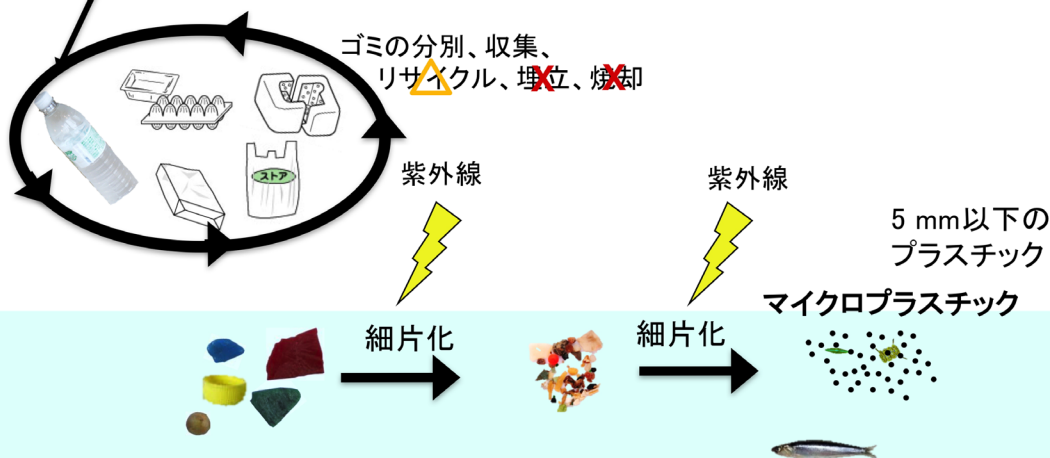 ゴミの分別、収集、
リサイクル、埋立、焼却
ストア
紫外線
紫外線
5 mm以下の
プラスチック
マイクロプラスチック
細片化
細片化